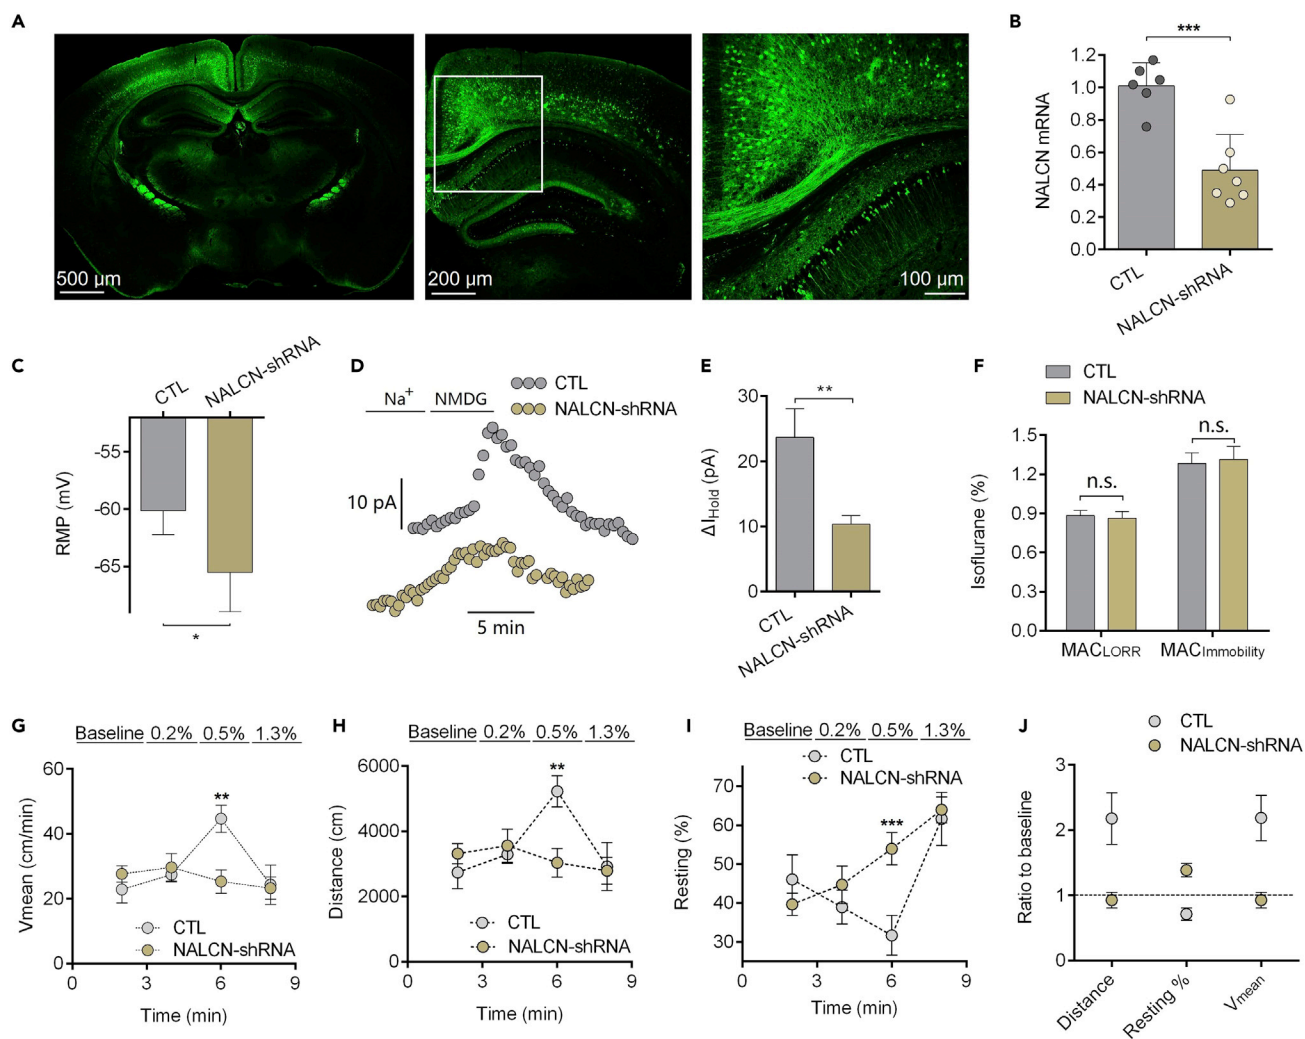 A
500 µm
200 µm
100 µm
B
***
NALCN mRNA
1.2
1.0
0.8
0.6
0.4
0.2
0.0
CTL
NALCN-shRNA
C
CTL
NALCN-shRNA
RMP (mV)
-55
-60
-65
*
D
Na+
NMDG
CTL
NALCN-shRNA
10 pA
5 min
E
**
ΔIHold (pA)
30
20
10
0
CTL
NALCN-shRNA
F
CTL
NALCN-shRNA
n.s.
n.s.
Isoflurane (%)
1.5
1.2
0.9
0.6
0.3
0.0
MACLORR
MACImmobility
G
Baseline 0.2% 0.5% 1.3%
Vmean (cm/min)
60
40
20
0
**
CTL
NALCN-shRNA
0 3 6 9
Time (min)
H
Baseline 0.2% 0.5% 1.3%
Distance (cm)
6000
4000
2000
0
**
CTL
NALCN-shRNA
0 3 6 9
Time (min)
I
Baseline 0.2% 0.5% 1.3%
CTL
NALCN-shRNA
Resting (%)
70
60
50
40
30
***
0 3 6 9
Time (min)
J
CTL
NALCN-shRNA
Ratio to baseline
3
2
1
0
Distance
Resting %
Vmean